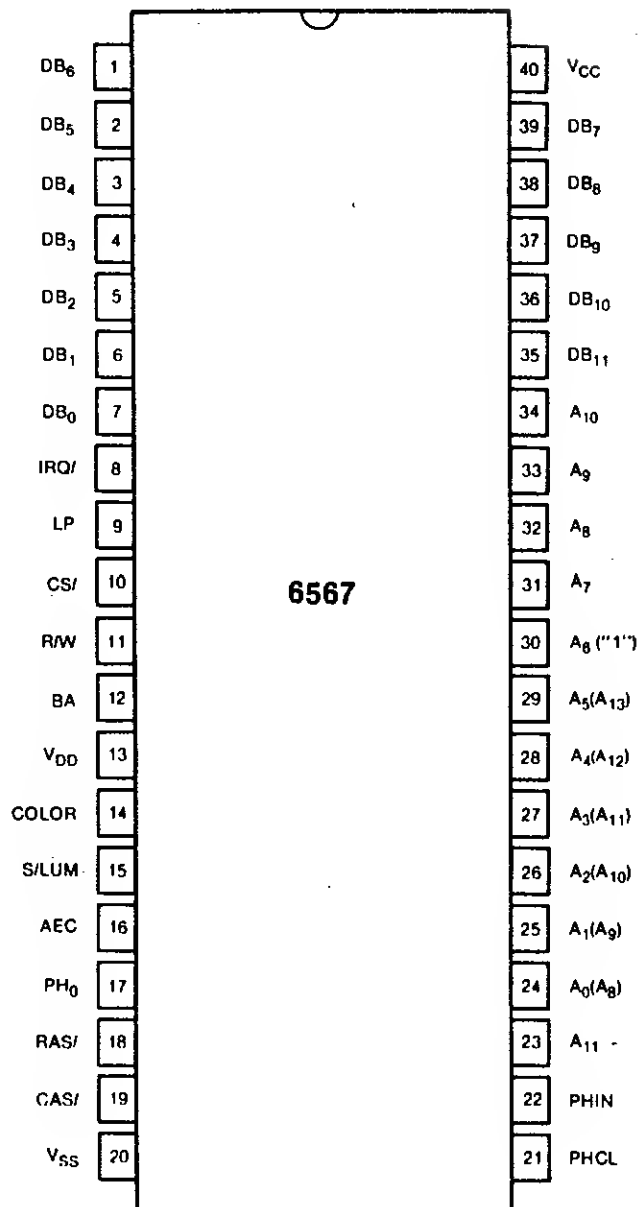 DB6 1 40 VCC
DB5 2 39 DB7
DB4 3 38 DB8
DB3 4 37 DB9
DB2 5 36 DB10
DB1 6 35 DB11
DB0 7 34 A10
IRQ/ 8 33 A9
LP 9 32 A8
CS/ 10 6567 31 A7
R/W 11 30 A6 ("1")
BA 12 29 A5(A13)
VDD 13 28 A4(A12)
COLOR 14 27 A3(A11)
S/LUM 15 26 A2(A10)
AEC 16 25 A1(A9)
PH0 17 24 A0(A8)
RAS/ 18 23 A11
CAS/ 19 22 PHIN
VSS 20 21 PHCL